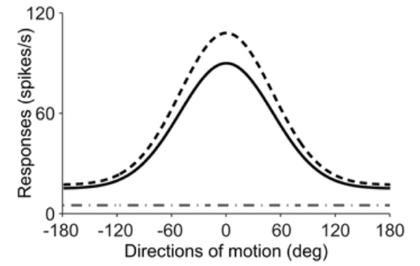 120
60
0
Responses (spikes/s)
-180 -120 -60 0 60 120 180
Directions of motion (deg)